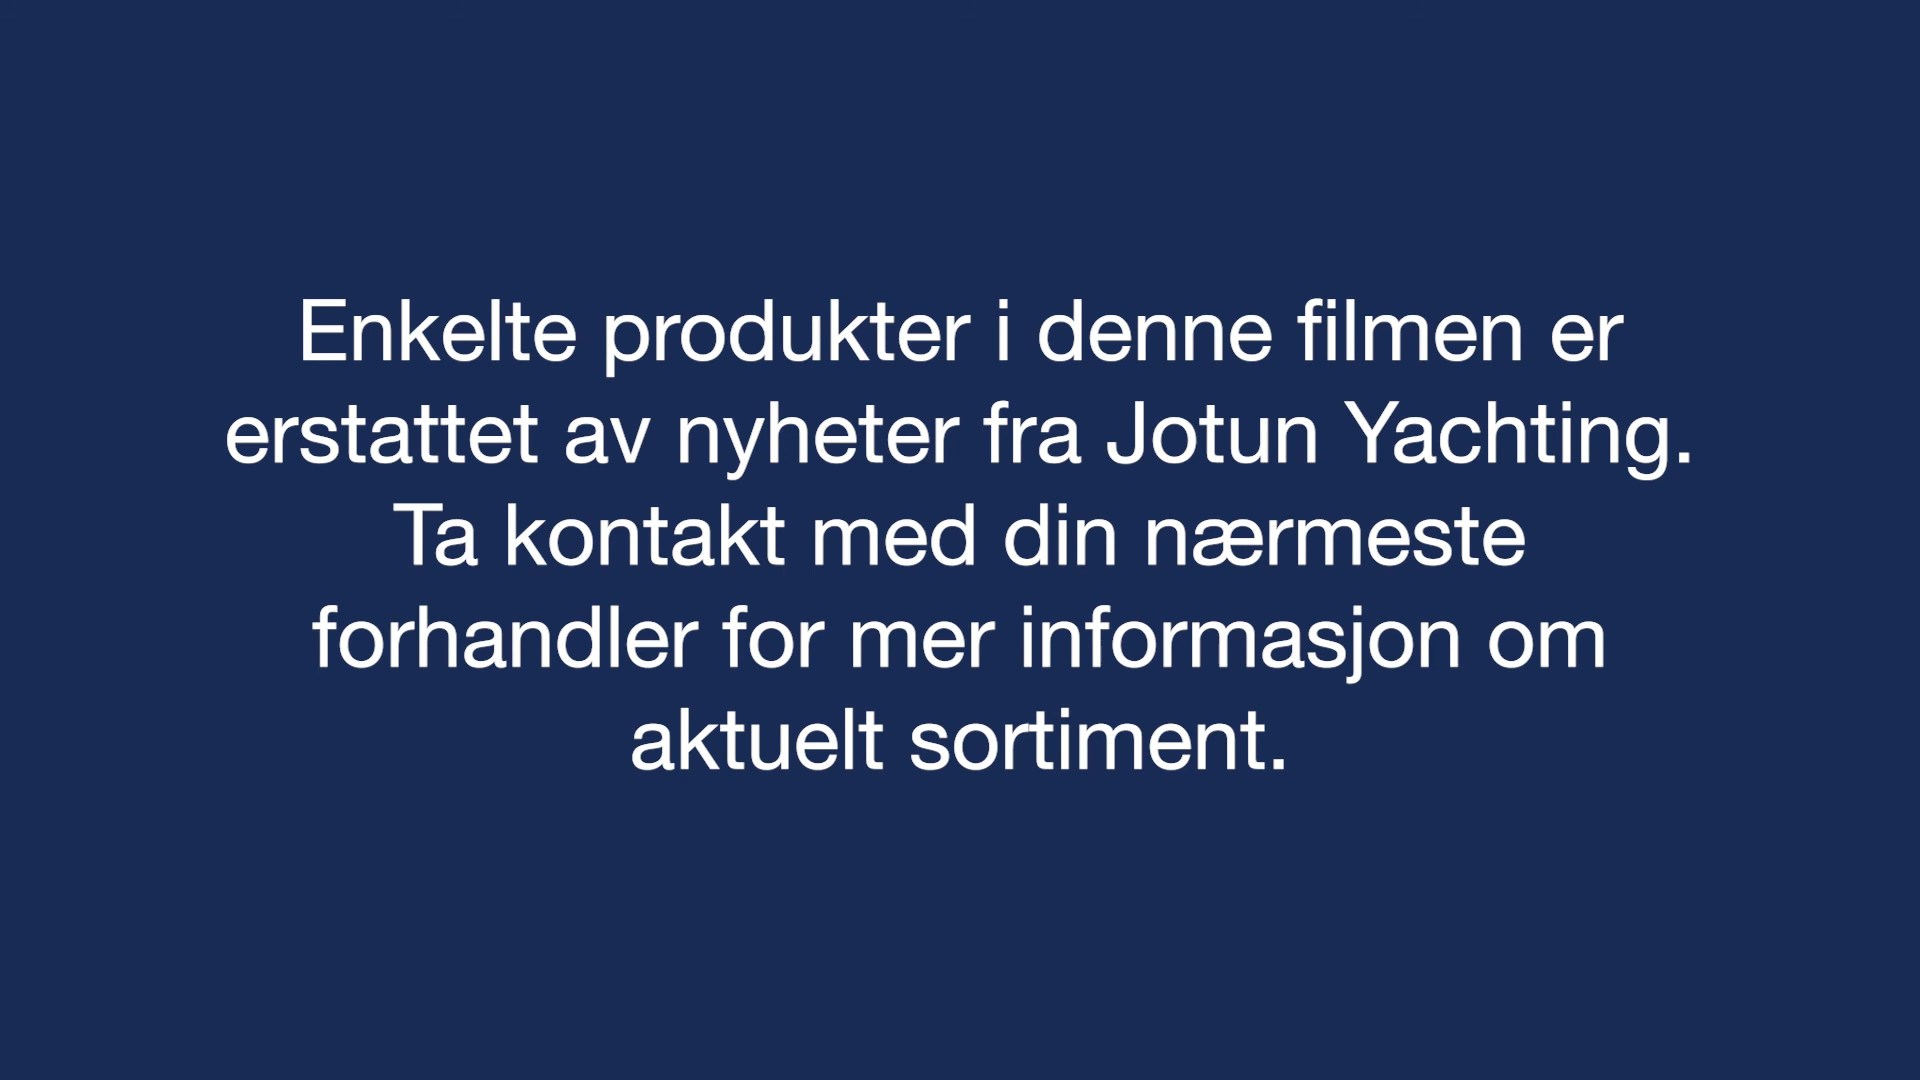 Enkelte produkter i denne filmen er
erstattet av nyheter fra Jotun Yachting.
Ta kontakt med din nærmeste
forhandler for mer informasjon om
aktuelt sortiment.